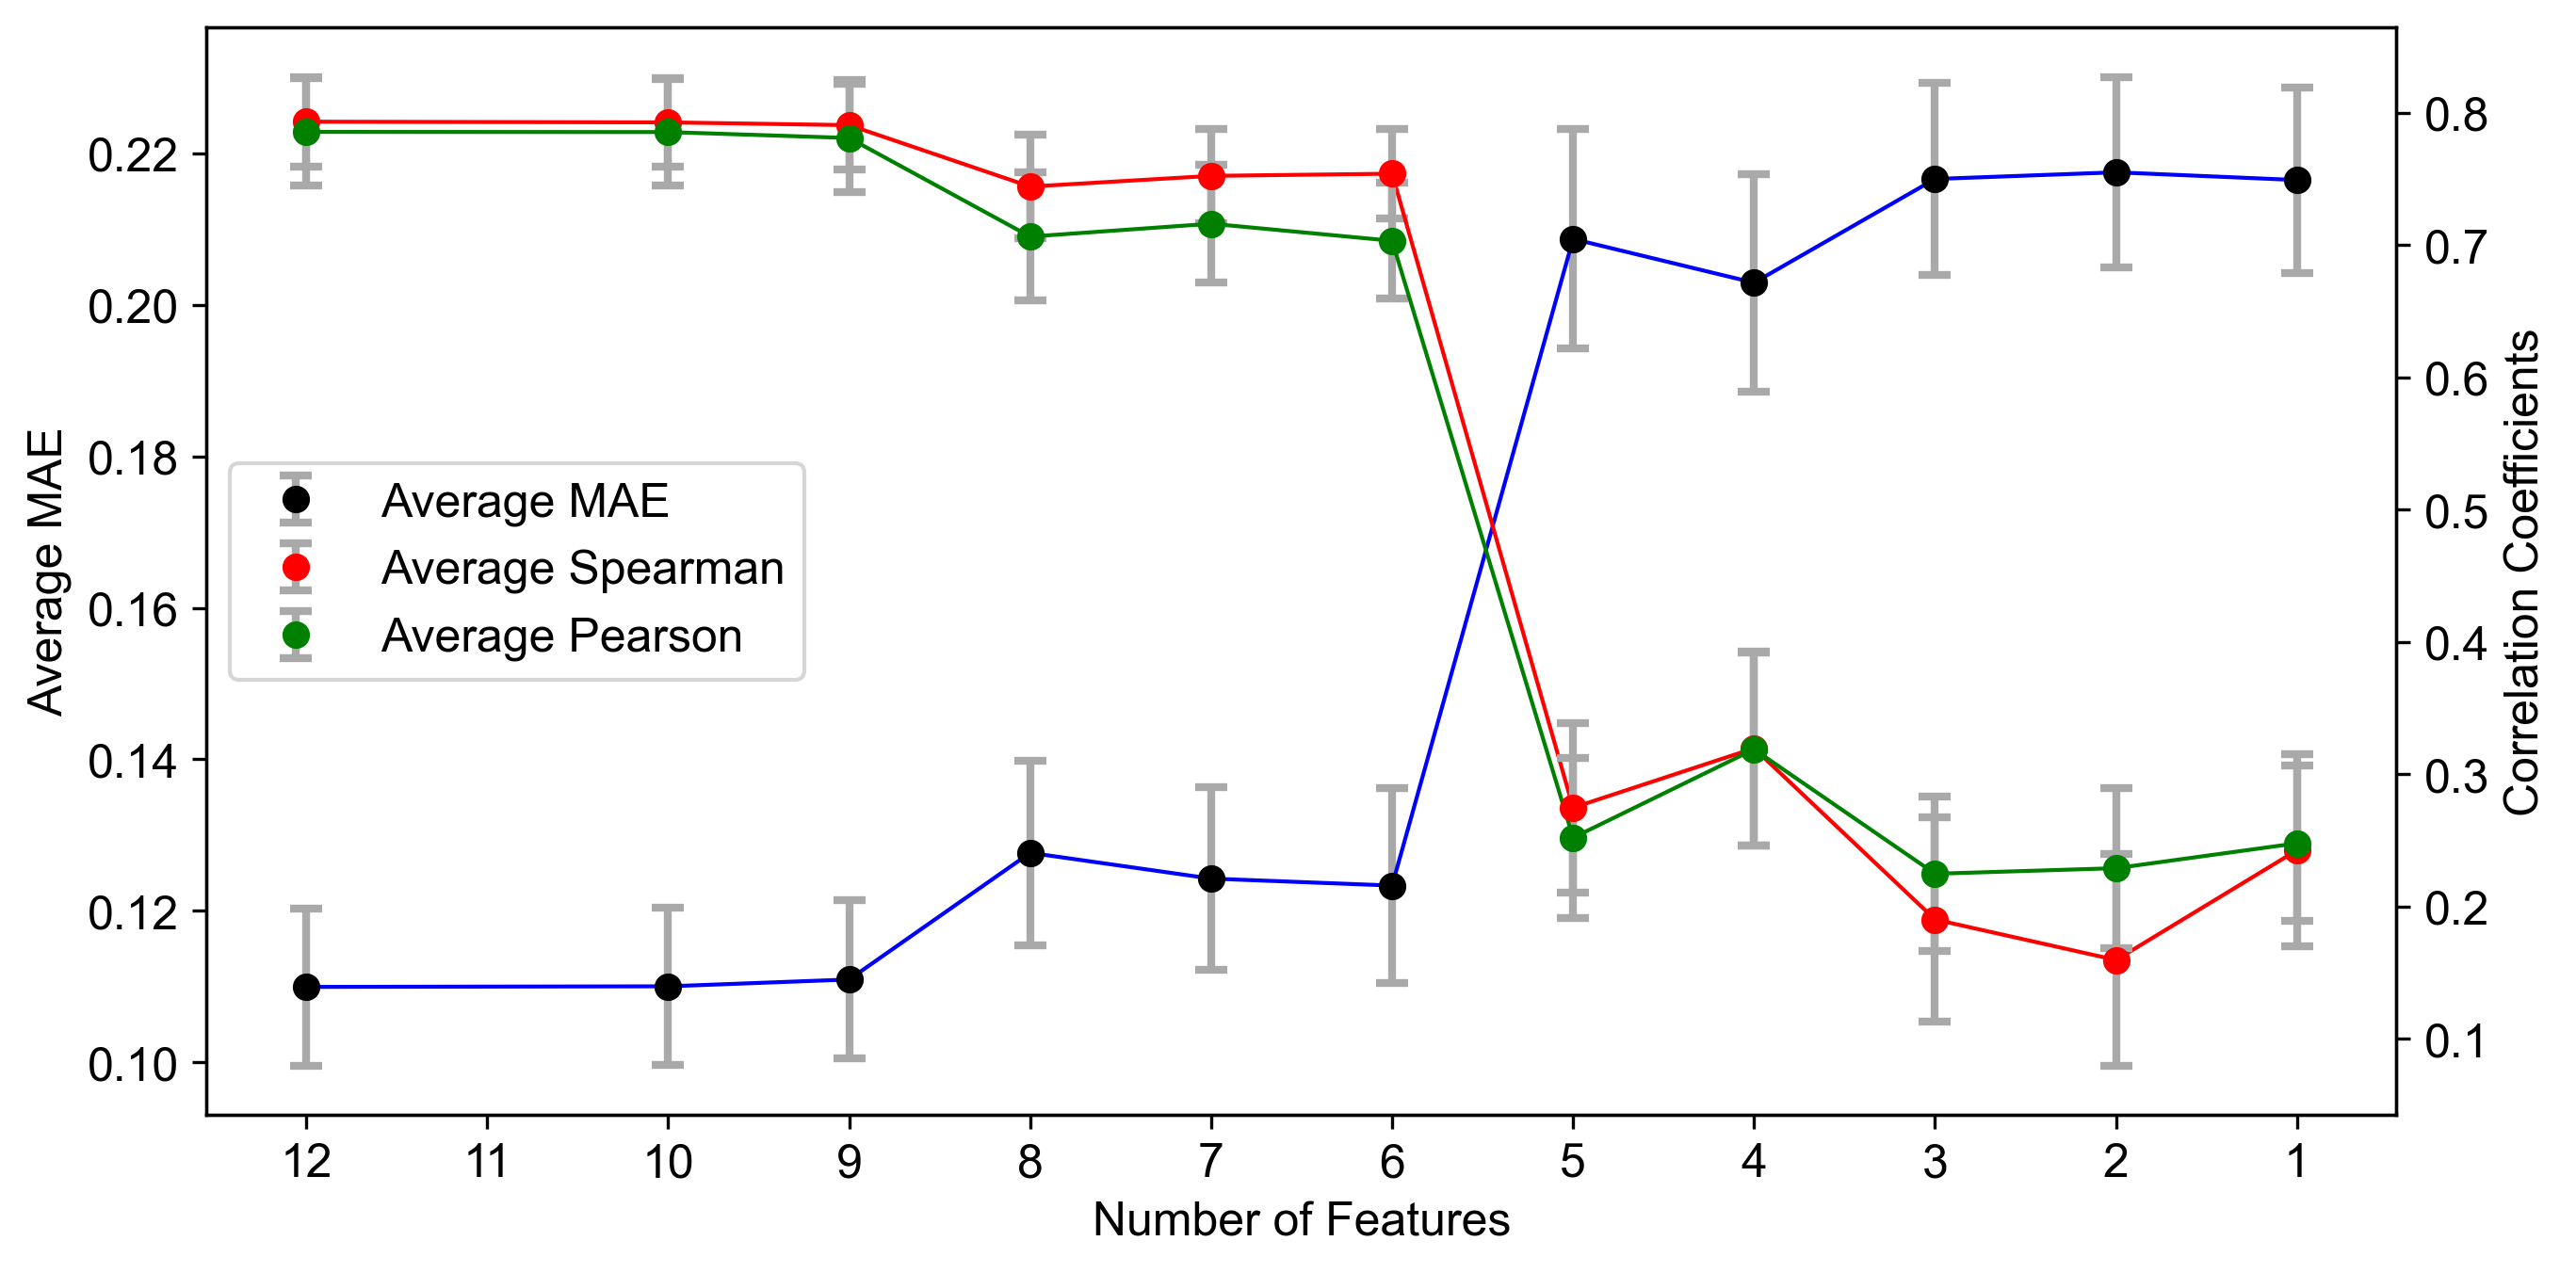 0.22
0.20
0.18
0.16
0.14
0.12
0.10
Average MAE
0.8
0.7
0.6
0.5
0.4
0.3
0.2
0.1
Correlation Coefficients
Average MAE
Average Spearman
Average Pearson
12 11 10 9 8 7 6 5 4 3 2 1
Number of Features